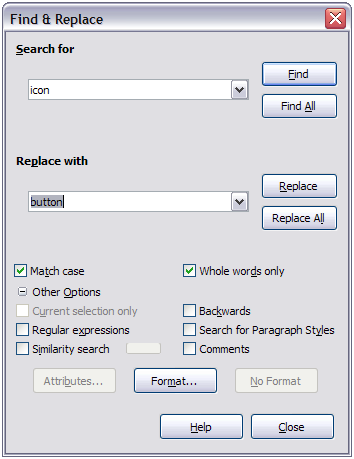 Find & Replace
Search for
icon
Find
Find All
Replace with
button
Replace
Replace All
Match case
Whole words only
Other Options
Current selection only
Backwards
Regular expressions
Search for Paragraph Styles
Similarity search
Comments
Attributes...
Format...
No Format
Help
Close